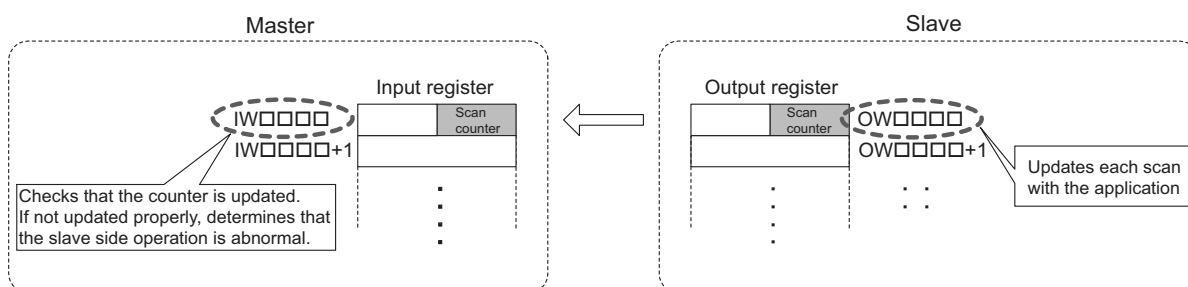 Master
Slave
Input register
Output register
IW□□□□
Scan
counter
Scan
counter
OW□□□□
IW□□□□+1
OW□□□□+1
Checks that the counter is updated.
If not updated properly, determines that
the slave side operation is abnormal.
Updates each scan
with the application